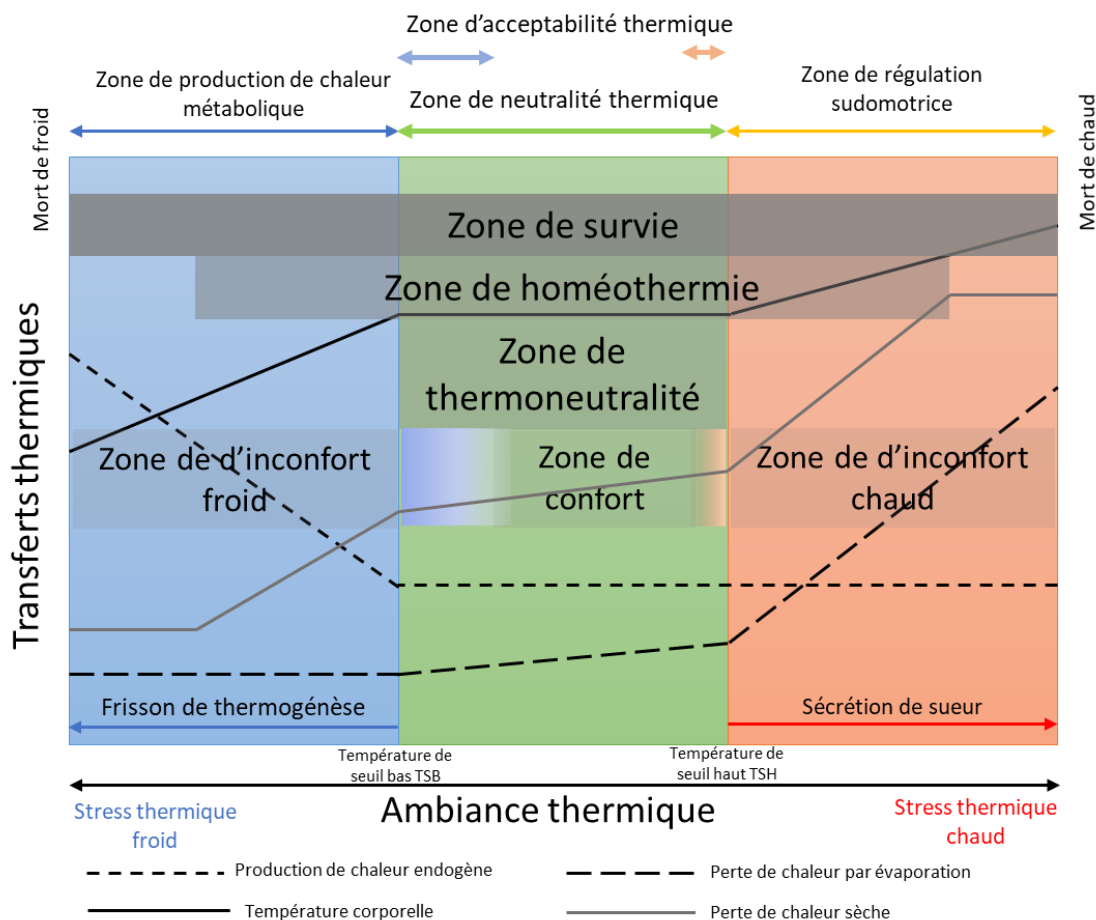 Zone d'acceptabilité thermique
Zone de production de chaleur
métabolique
Zone de neutralité thermique
Zone de régulation
sudomotrice
Mort de froid
Mort de chaud
Zone de survie
Zone de homéothermie
Zone de
thermoneutralité
Zone de d'inconfort
froid
Zone de
confort
Zone de d'inconfort
chaud
Transferts thermiques
Frisson de thermogénèse
Sécrétion de sueur
Température de
seuil bas TSB
Température de
seuil haut TSH
Ambiance thermique
Stress thermique
froid
Stress thermique
chaud
Production de chaleur endogène
Perte de chaleur par évaporation
Température corporelle
Perte de chaleur sèche